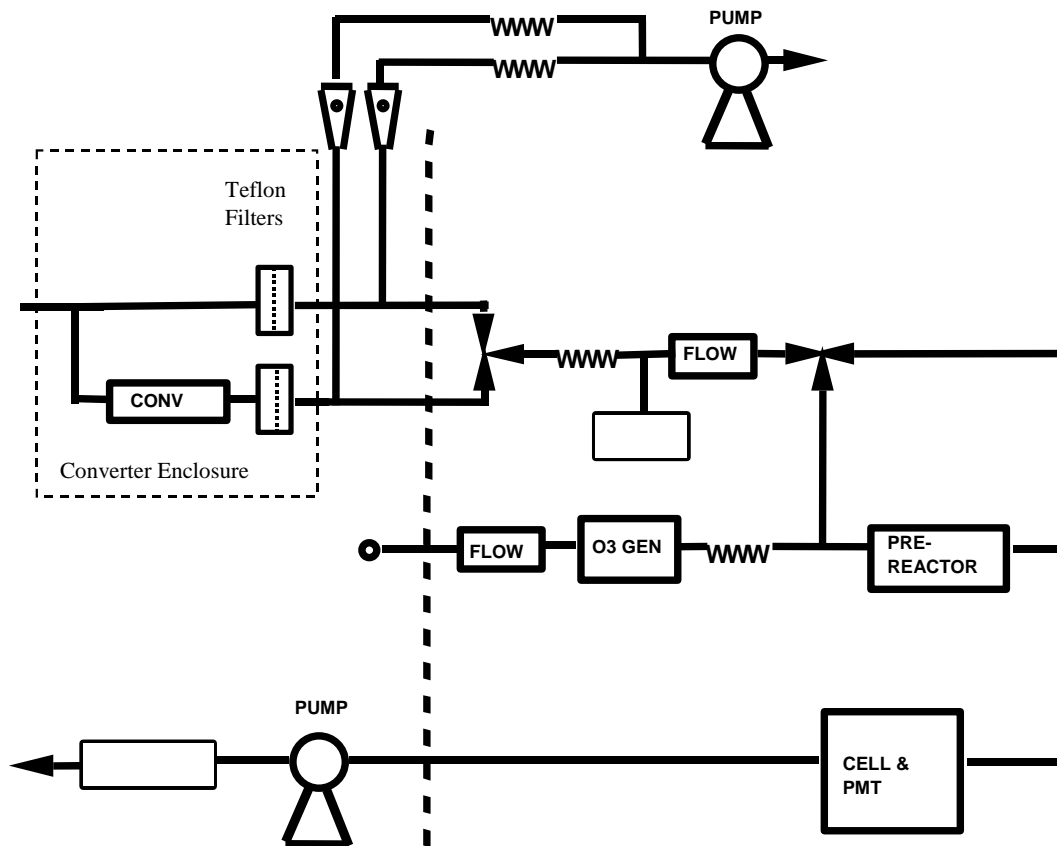 PUMP
Teflon
Filters
FLOW
CONV
Converter Enclosure
FLOW
O3 GEN
PRE-
REACTOR
PUMP
CELL &
PMT